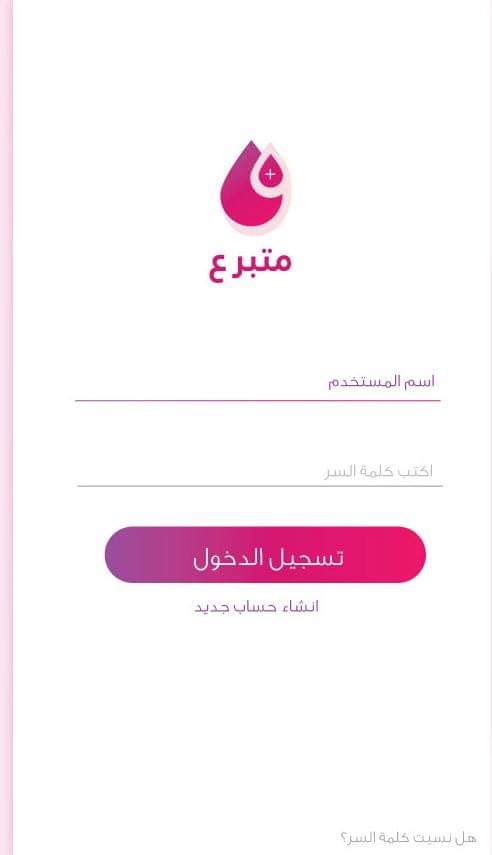 متبرع
اسم المستخدم
اكتب كلمة السر
تسجيل الدخول
انشاء حساب جديد
هل نسيت كلمة السر؟